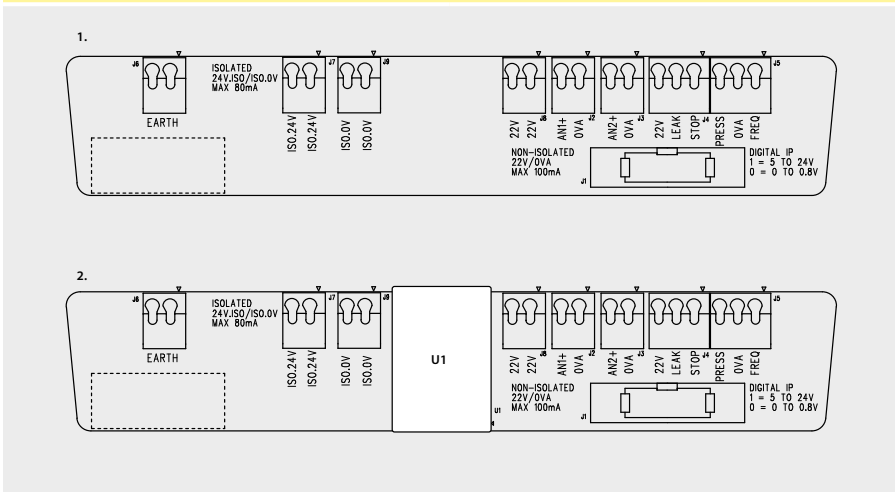 1.
J6
EARTH
ISOLATED
24V.ISO/ISO.0V
MAX 80mA
J7
ISO.24V
ISO.24V
J9
ISO.0V
ISO.0V
J8
22V
22V
J2
AN1+
0VA
J3
AN2+
0VA
J4
22V
LEAK
STOP
J5
PRESS
0VA
FREQ
NON-ISOLATED
22V/0VA
MAX 100mA
J1
DIGITAL IP
1 = 5 TO 24V
0 = 0 TO 0.8V
2.
J6
EARTH
ISOLATED
24V.ISO/ISO.0V
MAX 80mA
J7
ISO.24V
ISO.24V
J9
ISO.0V
ISO.0V
U1
U1
J8
22V
22V
J2
AN1+
0VA
J3
AN2+
0VA
J4
22V
LEAK
STOP
J5
PRESS
0VA
FREQ
NON-ISOLATED
22V/0VA
MAX 100mA
J1
DIGITAL IP
1 = 5 TO 24V
0 = 0 TO 0.8V